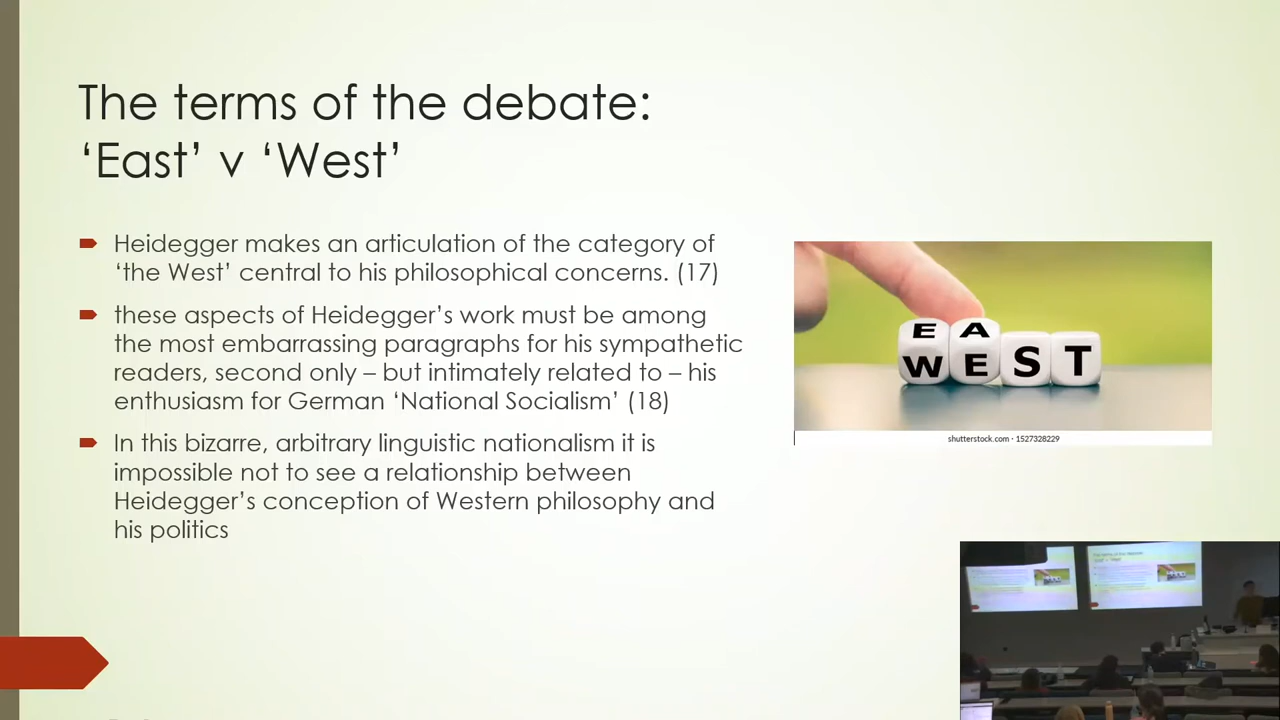 The terms of the debate:
‘East’ v ‘West’
Heidegger makes an articulation of the category of
‘the West’ central to his philosophical concerns. (17)
these aspects of Heidegger’s work must be among
the most embarrassing paragraphs for his sympathetic
readers, second only – but intimately related to – his
enthusiasm for German ‘National Socialism’ (18)
In this bizarre, arbitrary linguistic nationalism it is
impossible not to see a relationship between
Heidegger’s conception of Western philosophy and
his politics
E A
W E S T
shutterstock.com · 1527328229